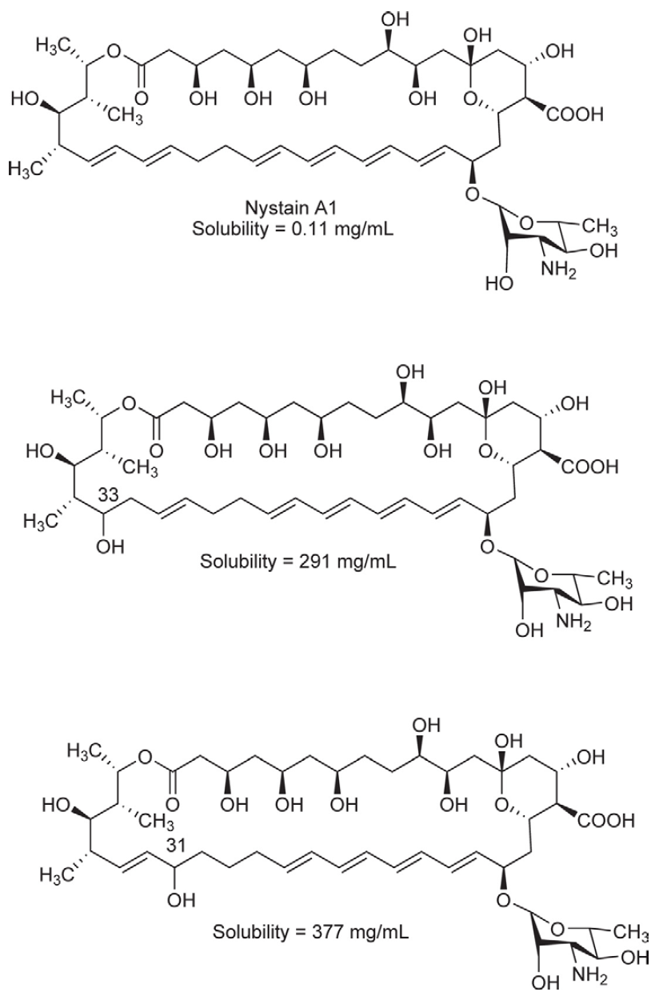 OH
OH
OH
H₃C
O
O
OH
OH
OH
OH
O
COOH
HO
CH₃
H₃C
O
Nystain A1
Solubility = 0.11 mg/mL
O
CH₃
OH
NH₂
HO
OH
OH
OH
H₃C
O
O
OH
OH
OH
OH
O
COOH
HO
CH₃
33
H₃C
OH
O
Solubility = 291 mg/mL
O
CH₃
OH
NH₂
OH
OH
OH
OH
H₃C
O
O
OH
OH
OH
OH
O
COOH
HO
CH₃
31
H₃C
OH
O
Solubility = 377 mg/mL
O
CH₃
OH
NH₂
OH